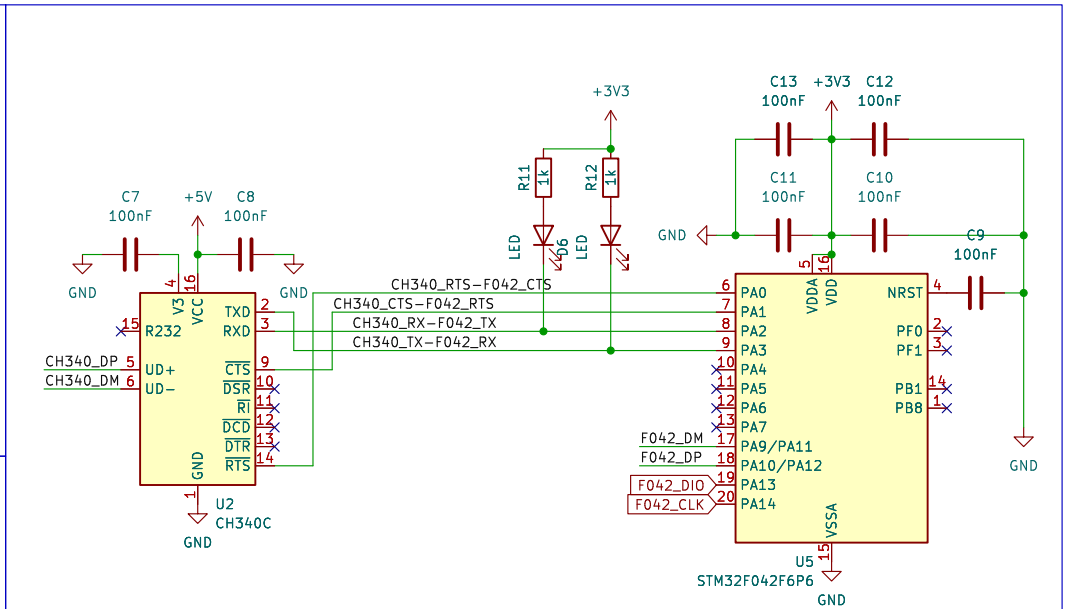 C13
100nF
+3V3
C12
100nF
+3V3
R11
1k
R12
1k
C11
100nF
C10
100nF
C7
100nF
+5V
C8
100nF
LED
D6
LED
GND
C9
100nF
GND
GND
4
V3
16
VCC
15
R232
5
UD+
6
UD-
CH340_DP
CH340_DM
TXD
2
RXD
3
CTS
9
DSR
10
RI
11
DCD
12
DTR
13
RTS
14
GND
1
U2
CH340C
GND
CH340_RTS-F042_CTS
CH340_CTS-F042_RTS
CH340_RX-F042_TX
CH340_TX-F042_RX
5
VDDA
16
VDD
6
PA0
7
PA1
8
PA2
9
PA3
10
PA4
11
PA5
12
PA6
13
PA7
F042_DM
17
PA9/PA11
F042_DP
18
PA10/PA12
F042_DIO
19
PA13
F042_CLK
20
PA14
NRST
4
PF0
2
PF1
3
PB1
14
PB8
1
GND
VSSA
15
U5
STM32F042F6P6
GND